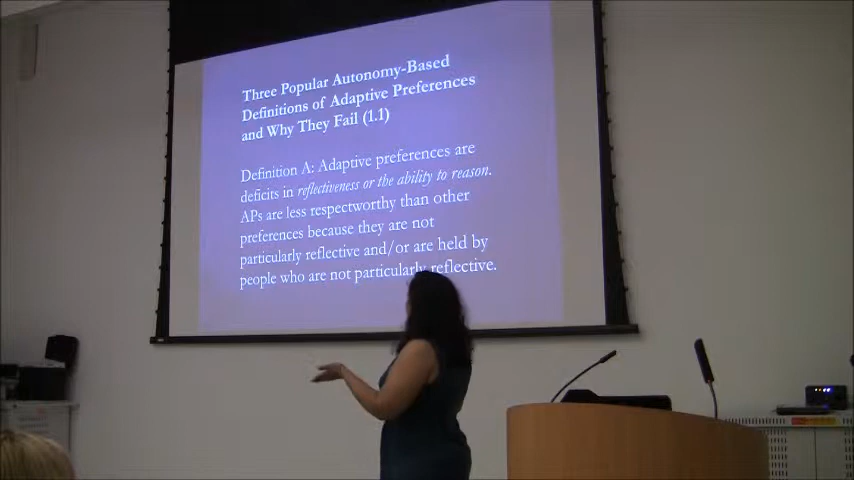 Three Popular Autonomy-Based
Definitions of Adaptive Preferences
and Why They Fail (1.1)
Definition A: Adaptive preferences are
deficits in reflectiveness or the ability to reason.
APs are less respectworthy than other
preferences because they are not
particularly reflective and/or are held by
people who are not particularly reflective.